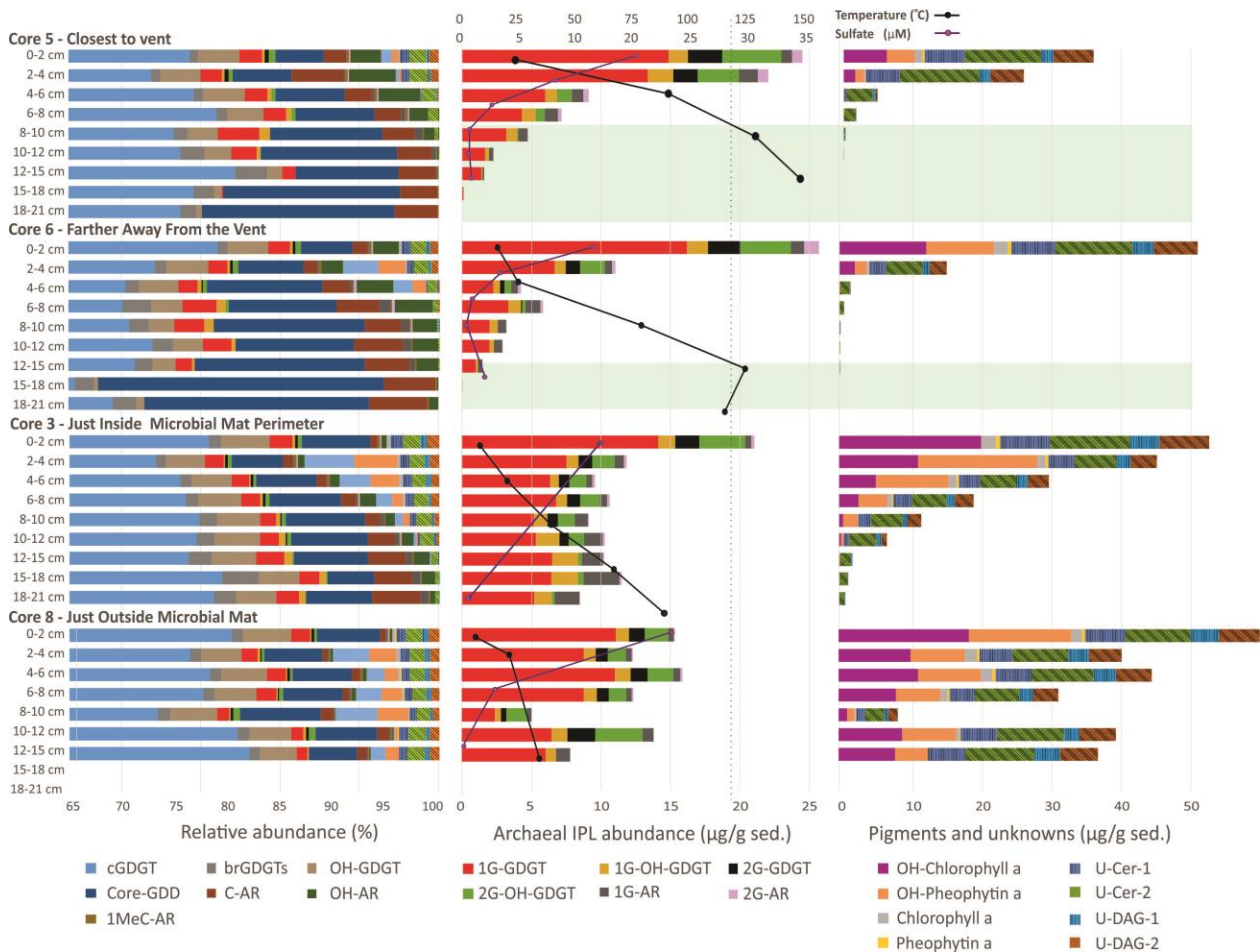 0 25 50 75 100 125 150
Temperature (°C)
0 5 10 15 20 25 30 35
Sulfate (µM)
Core 5 - Closest to vent
0-2 cm
2-4 cm
4-6 cm
6-8 cm
8-10 cm
10-12 cm
12-15 cm
15-18 cm
18-21 cm
Core 6 - Farther Away From the Vent
0-2 cm
2-4 cm
4-6 cm
6-8 cm
8-10 cm
10-12 cm
12-15 cm
15-18 cm
18-21 cm
Core 3 - Just Inside Microbial Mat Perimeter
0-2 cm
2-4 cm
4-6 cm
6-8 cm
8-10 cm
10-12 cm
12-15 cm
15-18 cm
18-21 cm
Core 8 - Just Outside Microbial Mat
0-2 cm
2-4 cm
4-6 cm
6-8 cm
8-10 cm
10-12 cm
12-15 cm
15-18 cm
18-21 cm
65 70 75 80 85 90 95 100
0 5 10 15 20 25
0 10 20 30 40 50
Relative abundance (%)
Archaeal IPL abundance (µg/g sed.)
Pigments and unknowns (µg/g sed.)
cGDGT brGDGTs OH-GDGT
Core-GDD C-AR OH-AR
1MeC-AR
1G-GDGT 1G-OH-GDGT 2G-GDGT
2G-OH-GDGT 1G-AR 2G-AR
OH-Chlorophyll a U-Cer-1
OH-Pheophytin a U-Cer-2
Chlorophyll a U-DAG-1
Pheophytin a U-DAG-2